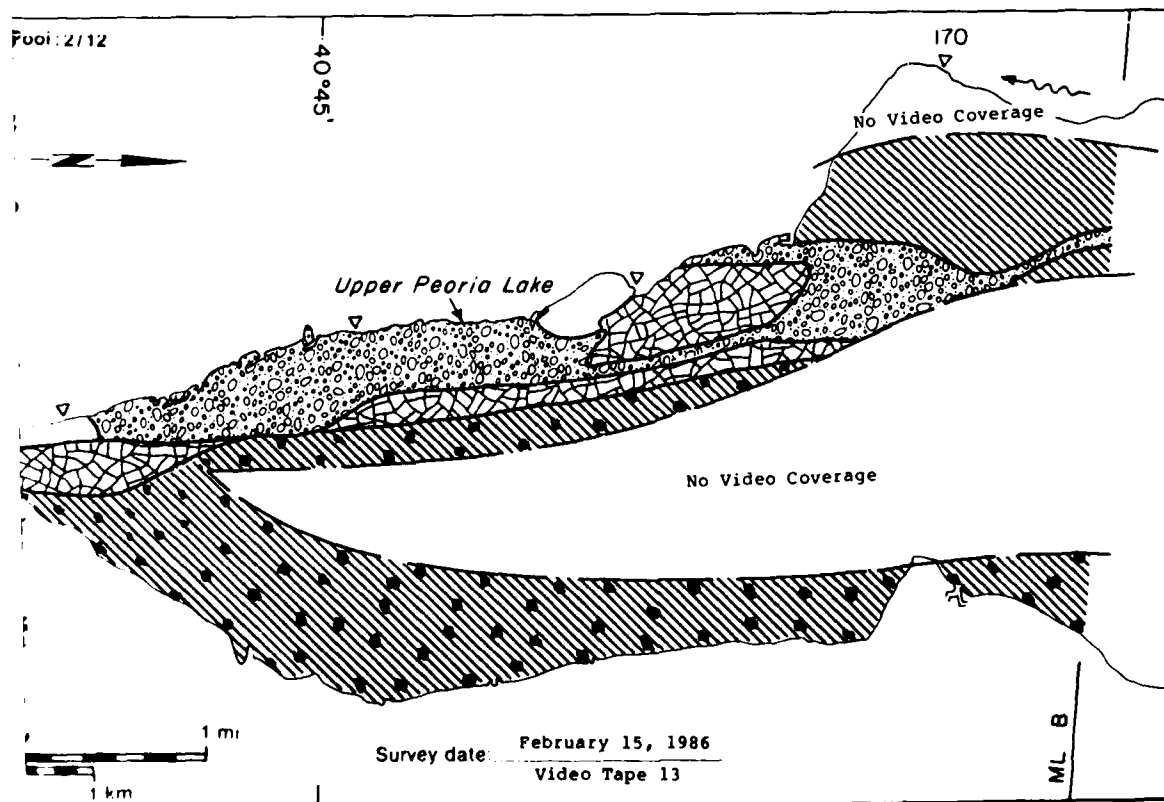 Pool: 2/12
40°45'
170
No Video Coverage
N
Upper Peoria Lake
No Video Coverage
1 mi
1 km
Survey date: February 15, 1986
Video Tape 13
ML B